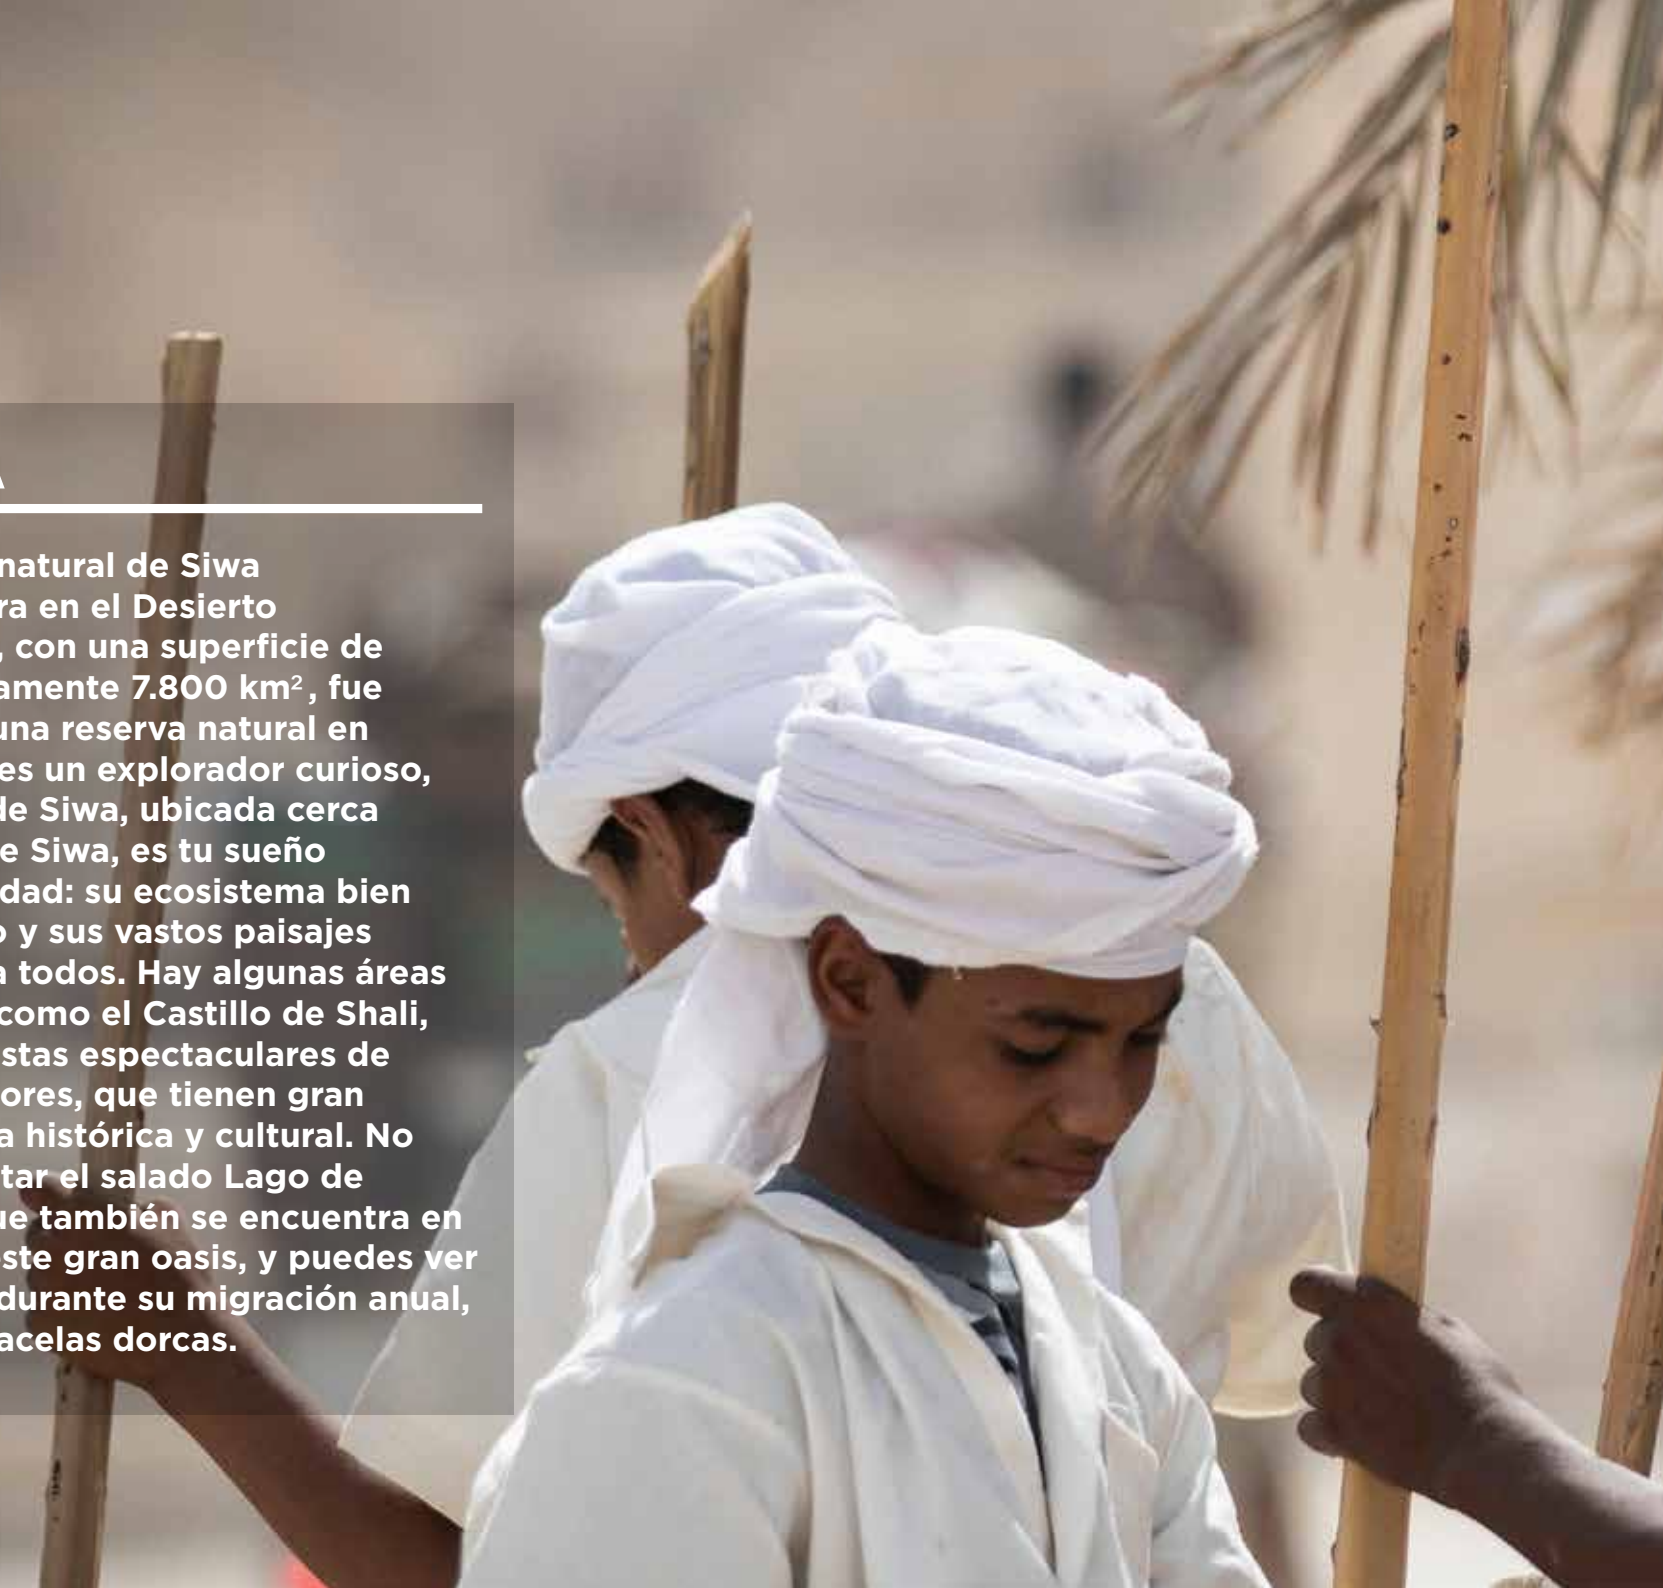 A
natural de Siwa
ra en el Desierto
, con una superficie de
amente 7.800 km², fue
una reserva natural en
es un explorador curioso,
de Siwa, ubicada cerca
e Siwa, es tu sueño
dad: su ecosistema bien
o y sus vastos paisajes
a todos. Hay algunas áreas
como el Castillo de Shali,
stas espectaculares de
ores, que tienen gran
a histórica y cultural. No
tar el salado Lago de
ue también se encuentra en
ste gran oasis, y puedes ver
durante su migración anual,
acelas dorcas.